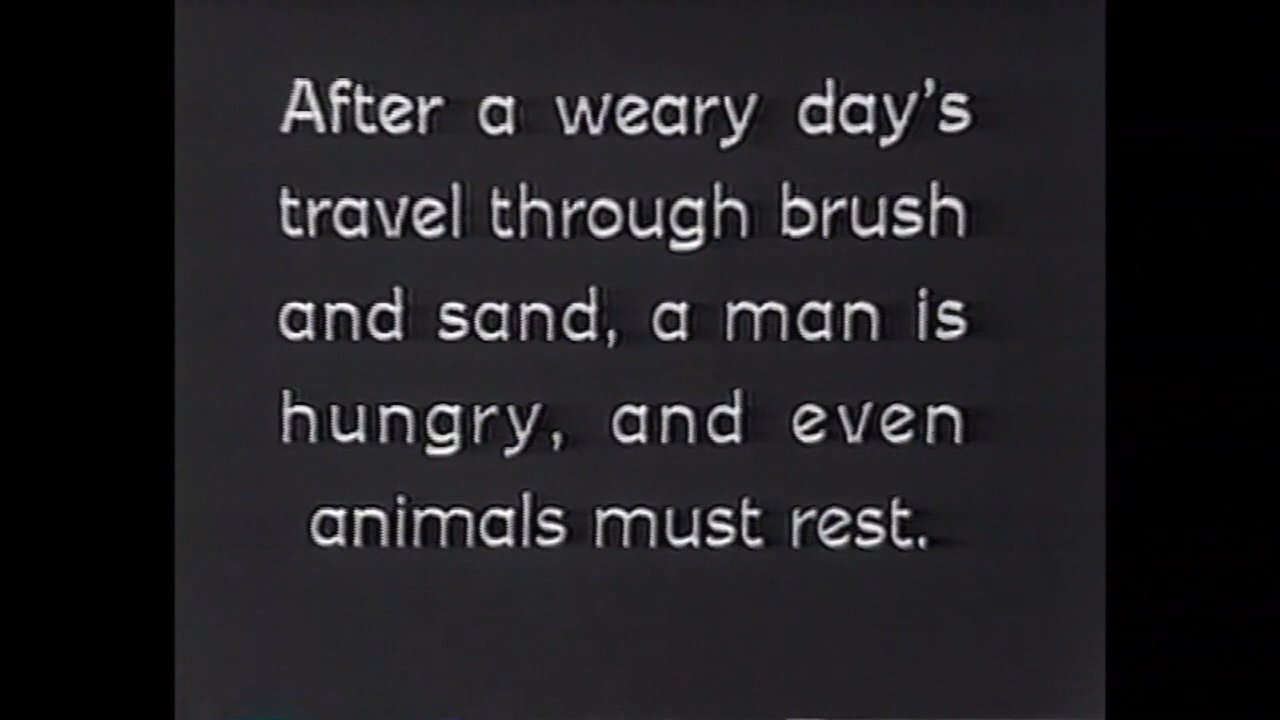 After a weary day's
travel through brush
and sand, a man is
hungry, and even
animals must rest.